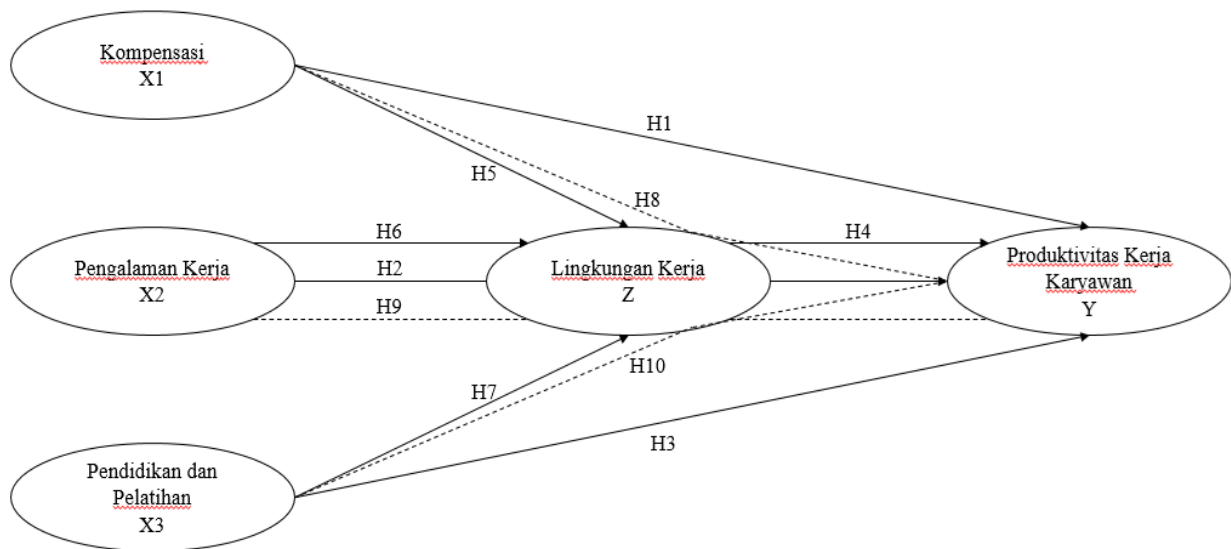 Kompensasi
X1
H1
H5
H8
H6
H4
Pengalaman Kerja
X2
H2
Lingkungan Kerja
Z
Produktivitas Kerja
Karyawan
Y
H9
H10
H7
H3
Pendidikan dan
Pelatihan
X3